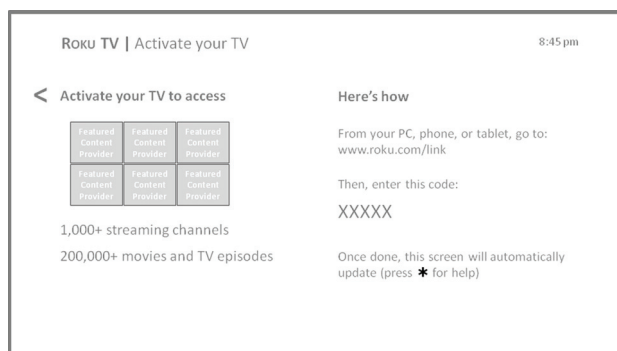 ROKU TV | Activate your TV
8:45 pm
< Activate your TV to access
Featured Content Provider
Featured Content Provider
Featured Content Provider
Featured Content Provider
Featured Content Provider
Featured Content Provider
1,000+ streaming channels
200,000+ movies and TV episodes
Here's how
From your PC, phone, or tablet, go to:
www.roku.com/link
Then, enter this code:
XXXXX
Once done, this screen will automatically
update (press * for help)